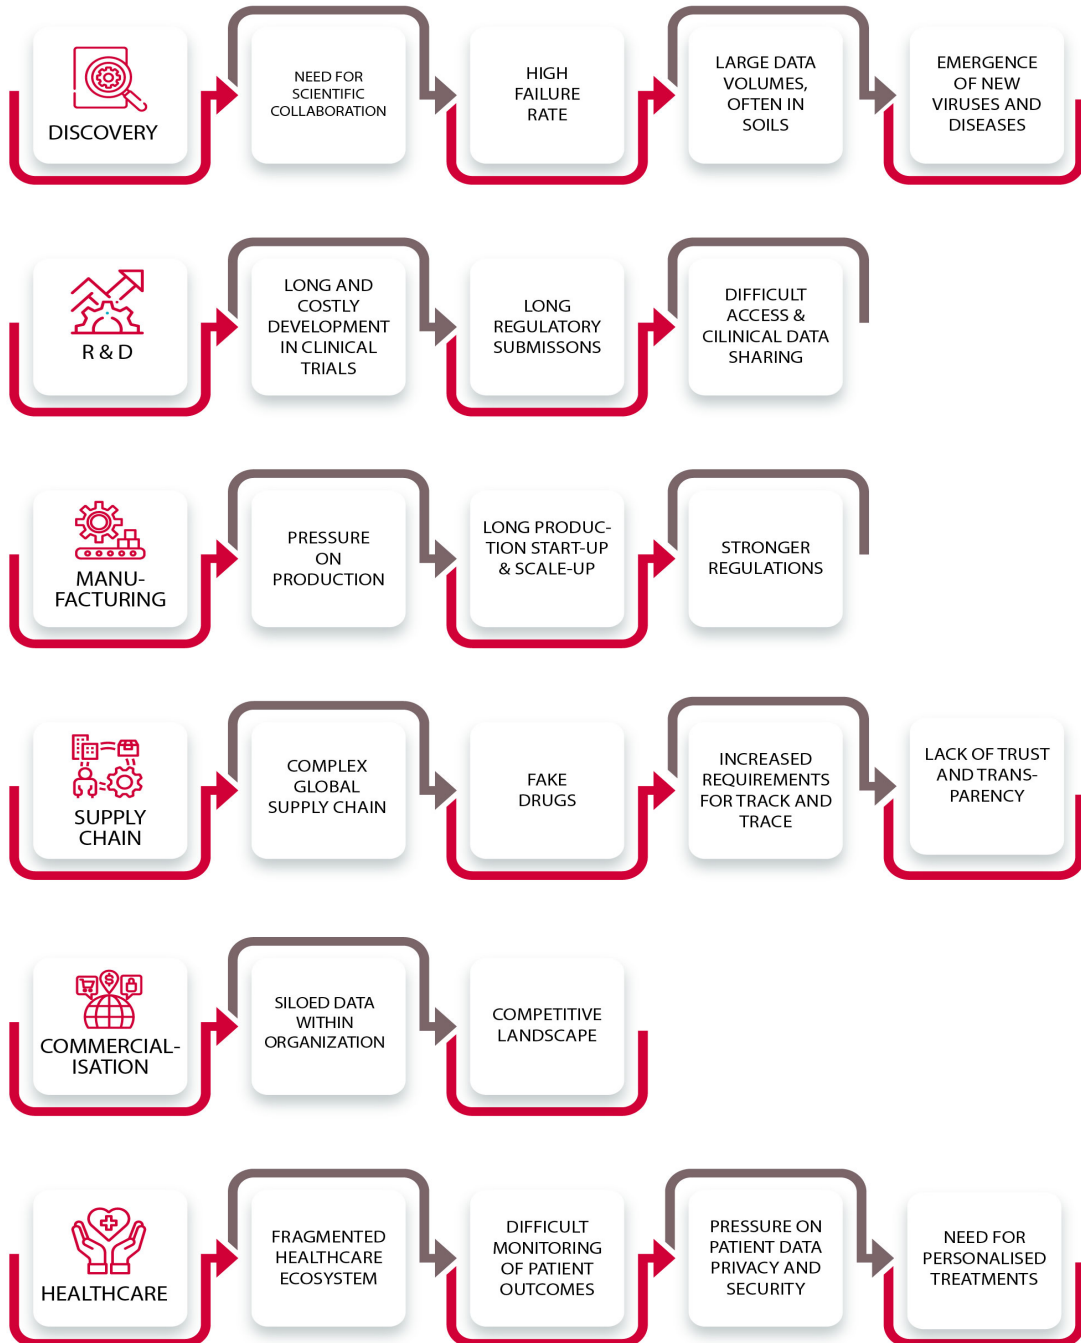 DISCOVERY
NEED FOR
SCIENTIFIC
COLLABORATION
HIGH
FAILURE
RATE
LARGE DATA
VOLUMES,
OFTEN IN
SOILS
EMERGENCE
OF NEW
VIRUSES AND
DISEASES
R & D
LONG AND
COSTLY
DEVELOPMENT
IN CLINICAL
TRIALS
LONG
REGULATORY
SUBMISSONS
DIFFICULT
ACCESS &
CILINICAL DATA
SHARING
MANU-
FACTURING
PRESSURE
ON
PRODUCTION
LONG PRODUC-
TION START-UP
& SCALE-UP
STRONGER
REGULATIONS
SUPPLY
CHAIN
COMPLEX
GLOBAL
SUPPLY CHAIN
FAKE
DRUGS
INCREASED
REQUIREMENTS
FOR TRACK AND
TRACE
LACK OF TRUST
AND TRANS-
PARENCY
$
COMMERCIAL-
ISATION
SILOED DATA
WITHIN
ORGANIZATION
COMPETITIVE
LANDSCAPE
HEALTHCARE
FRAGMENTED
HEALTHCARE
ECOSYSTEM
DIFFICULT
MONITORING
OF PATIENT
OUTCOMES
PRESSURE ON
PATIENT DATA
PRIVACY AND
SECURITY
NEED FOR
PERSONALISED
TREATMENTS